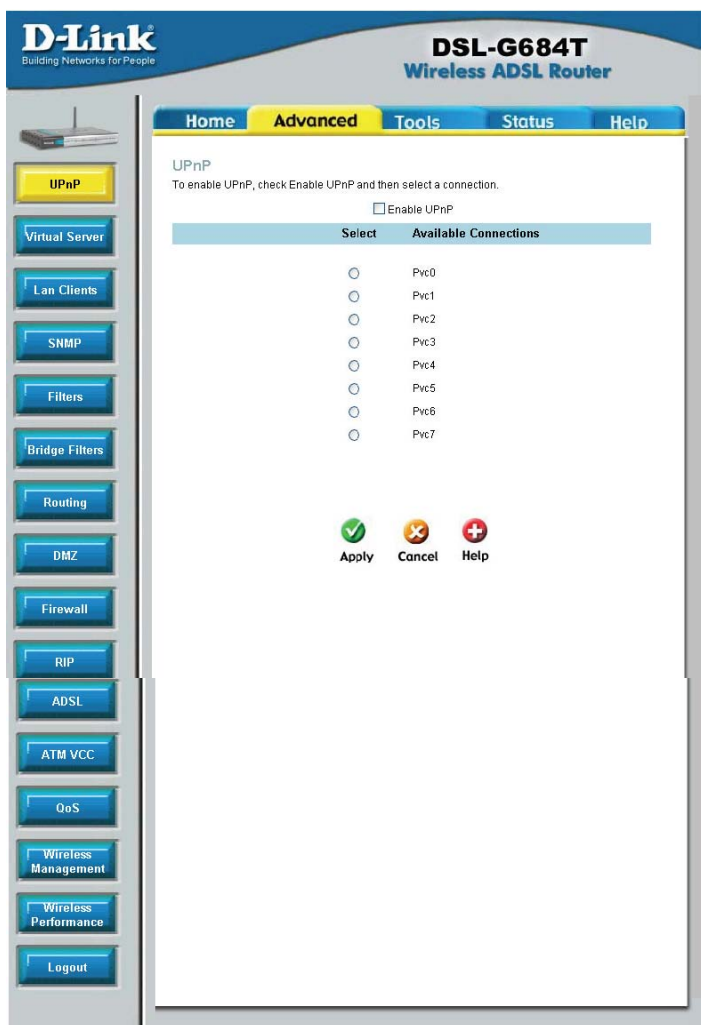 D-Link
Building Networks for People
DSL-G684T
Wireless ADSL Router
Home Advanced Tools Status Help
UPnP
Virtual Server
Lan Clients
SNMP
Filters
Bridge Filters
Routing
DMZ
Firewall
RIP
ADSL
ATM VCC
QoS
Wireless
Management
Wireless
Performance
Logout
UPnP
To enable UPnP, check Enable UPnP and then select a connection.
Enable UPnP
Select Available Connections
Pvc0
Pvc1
Pvc2
Pvc3
Pvc4
Pvc5
Pvc6
Pvc7
Apply Cancel Help